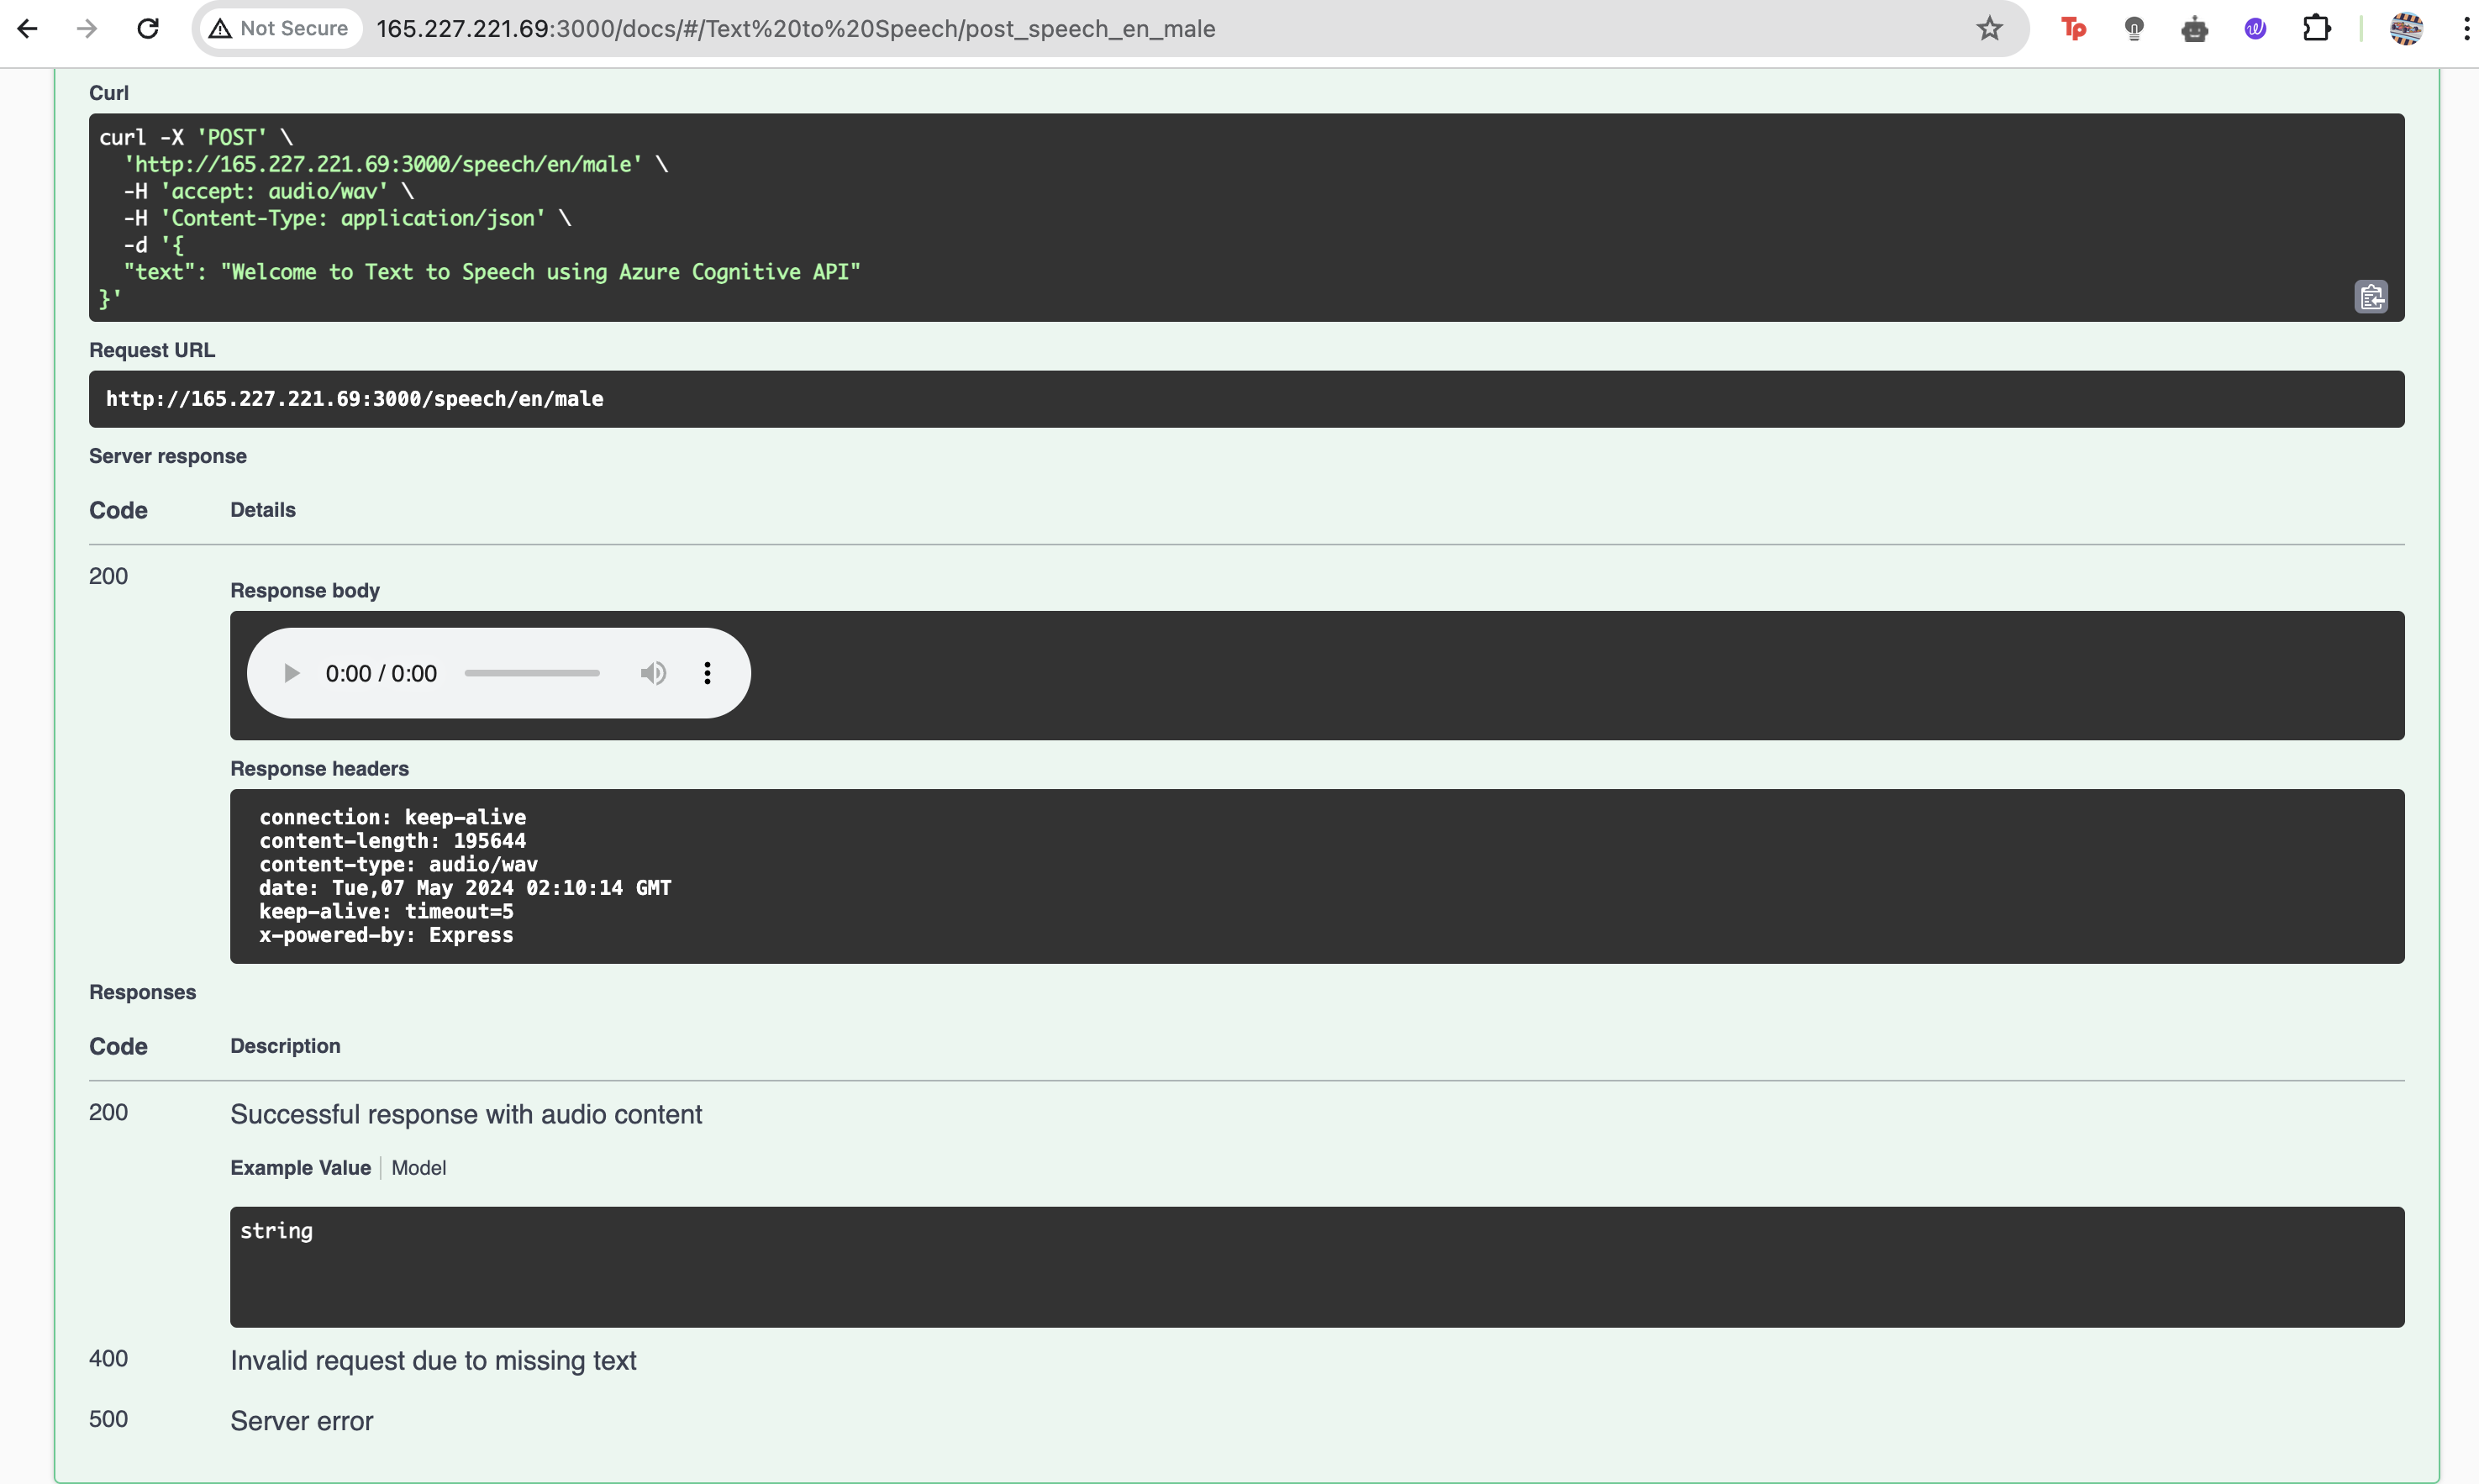 Not Secure 165.227.221.69:3000/docs/#/Text%20to%20Speech/post_speech_en_male
Tp
Curl
curl -X 'POST' \
'http://165.227.221.69:3000/speech/en/male' \
-H 'accept: audio/wav' \
-H 'Content-Type: application/json' \
-d '{
"text": "Welcome to Text to Speech using Azure Cognitive API"
}'
Request URL
http://165.227.221.69:3000/speech/en/male
Server response
Code Details
200
Response body
0:00 / 0:00
Response headers
connection: keep-alive
content-length: 195644
content-type: audio/wav
date: Tue,07 May 2024 02:10:14 GMT
keep-alive: timeout=5
x-powered-by: Express
Responses
Code Description
200 Successful response with audio content
Example Value Model
string
400 Invalid request due to missing text
500 Server error